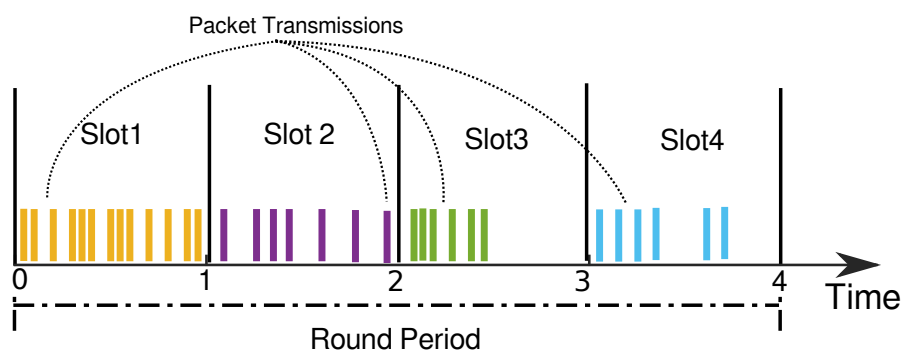 Packet Transmissions
Slot1
Slot 2
Slot3
Slot4
0
1
2
3
4
Time
Round Period